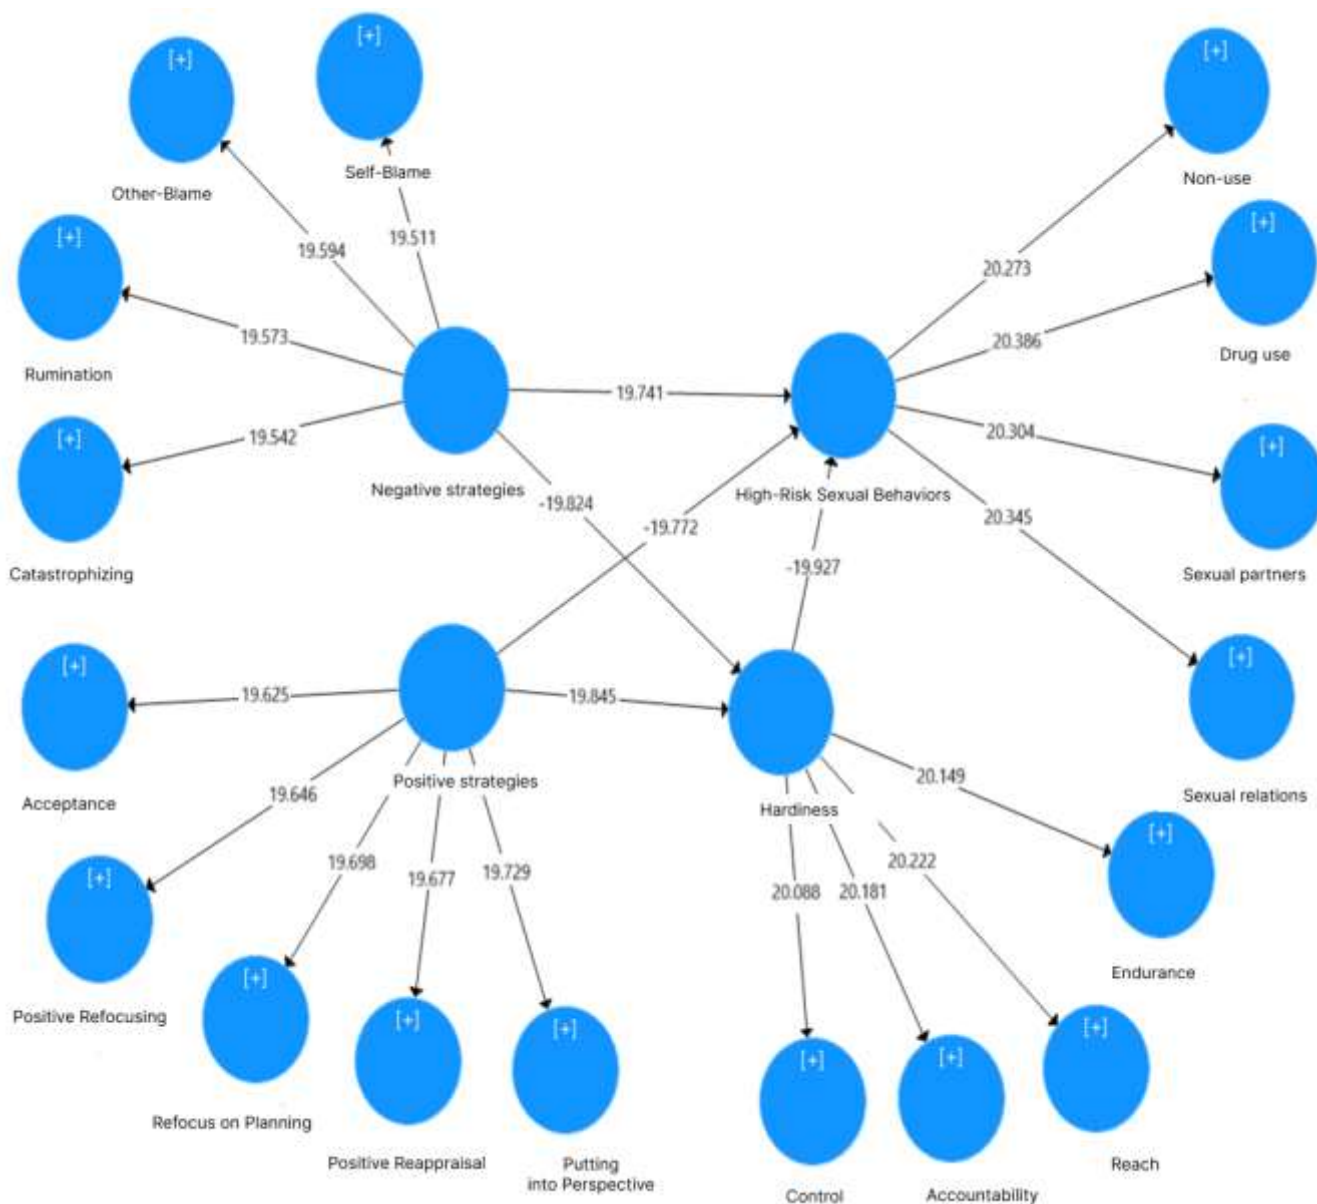 [+]
[+]
[+]
Self-Blame
Other-Blame
Non-use
[+]
[+]
19.511
19.594
20.273
19.573
20.386
Rumination
Drug use
19.741
[+]
19.542
20.304
[+]
Negative strategies
High-Risk Sexual Behaviors
-19.824
-19.772
20.345
Catastrophizing
-19.927
Sexual partners
[+]
[+]
19.625
19.845
20.149
Positive strategies
Acceptance
19.646
Hardiness
Sexual relations
[+]
19.698
19.677
19.729
20.088
20.181
20.222
[+]
Endurance
Positive Refocusing
[+]
[+]
[+]
[+]
[+]
[+]
Refocus on Planning
Positive Reappraisal
Putting
into Perspective
Control
Accountability
Reach